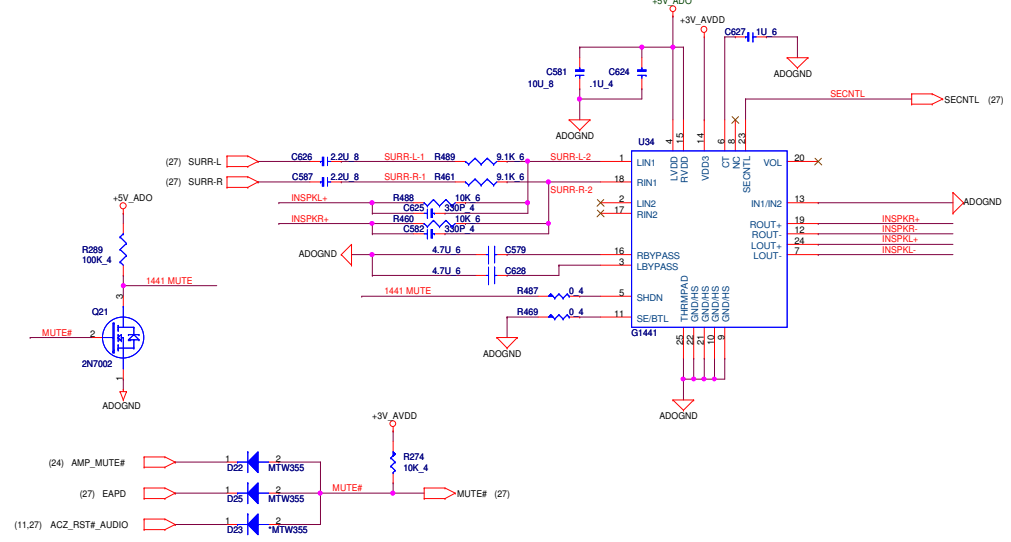 +5V_ADO
+3V_AVDD
C627 1U_6
ADOGND
C581
10U_8
C624
.1U_4
ADOGND
SECNTL
SECNTL (27)
U34
4
15
14
6
8
23
LVDD
RVDD
VDD3
CT
NC
SECNTL
(27) SURR-L
C626 2.2U_8
SURR-L-1
R489 9.1K_6
SURR-L-2
1 LIN1
VOL 20
(27) SURR-R
C587 2.2U_8
SURR-R-1
R461 9.1K_6
SURR-R-2
18 RIN1
INSPKL+
R488 10K_6
C625 330P_4
2 LIN2
17 RIN2
IN1/IN2 13
ADOGND
INSPKR+
R460 10K_6
C582 330P_4
ROUT+ 19 INSPKR+
ROUT- 12 INSPKR-
LOUT+ 24 INSPKL+
LOUT- 7 INSPKL-
+5V_ADO
R289
100K_4
ADOGND
4.7U_6 C579
16 RBYPASS
4.7U_6 C628
3 LBYPASS
1441 MUTE
1441 MUTE
R487 0_4
5 SHDN
R469 0_4
11 SE/BTL
ADOGND
THRMPAD
GND/HS
GND/HS
GND/HS
GND/HS
G1441
25
22
21
10
9
ADOGND
3
Q21
MUTE# 2
2N7002
1
ADOGND
+3V_AVDD
R274
10K_4
(24) AMP_MUTE#
1 2
D22 MTW355
(27) EAPD
1 2
D25 MTW355
MUTE#
MUTE# (27)
(11,27) ACZ_RST#_AUDIO
1 2
D23 *MTW355